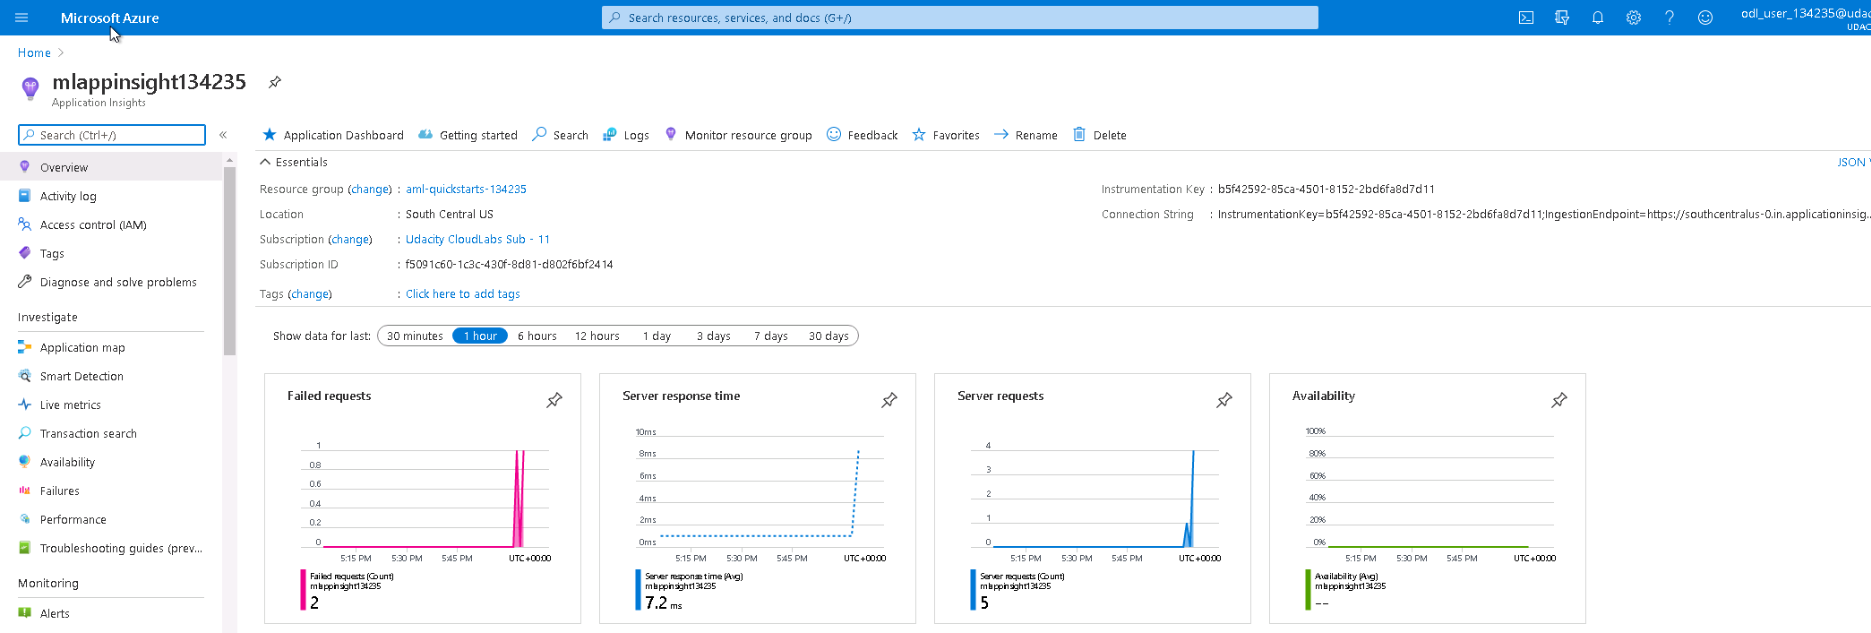 Microsoft Azure
Search resources, services, and docs (G+/)
odl_user_134235@udac
UDAC
Home >
mlappinsight134235
Application Insights
Search (Ctrl+/)
«
Overview
Activity log
Access control (IAM)
Tags
Diagnose and solve problems
Investigate
Application map
Smart Detection
Live metrics
Transaction search
Availability
Failures
Performance
Troubleshooting guides (prev...
Monitoring
Alerts
Application Dashboard Getting started Search Logs Monitor resource group Feedback Favorites Rename Delete
Essentials
JSON V
Resource group (change) : aml-quickstarts-134235
Location : South Central US
Subscription (change) : Udacity CloudLabs Sub - 11
Subscription ID : f5091c60-1c3c-430f-8d81-d802f6bf2414
Tags (change) : Click here to add tags
Instrumentation Key : b5f42592-85ca-4501-8152-2bd6fa8d7d11
Connection String : InstrumentationKey=b5f42592-85ca-4501-8152-2bd6fa8d7d11;IngestionEndpoint=https://southcentralus-0.in.applicationinsig...
Show data for last: 30 minutes 1 hour 6 hours 12 hours 1 day 3 days 7 days 30 days
Failed requests
1
0.8
0.6
0.4
0.2
0
5:15 PM 5:30 PM 5:45 PM UTC+00:00
Failed requests (Count)
mlappinsight134235
2
Server response time
10ms
8ms
6ms
4ms
2ms
0ms
5:15 PM 5:30 PM 5:45 PM UTC+00:00
Server response time (Avg)
mlappinsight134235
7.2 ms
Server requests
4
3
2
1
0
5:15 PM 5:30 PM 5:45 PM UTC+00:00
Server requests (Count)
mlappinsight134235
5
Availability
100%
80%
60%
40%
20%
0%
5:15 PM 5:30 PM 5:45 PM UTC+00:00
Availability (Avg)
mlappinsight134235
--